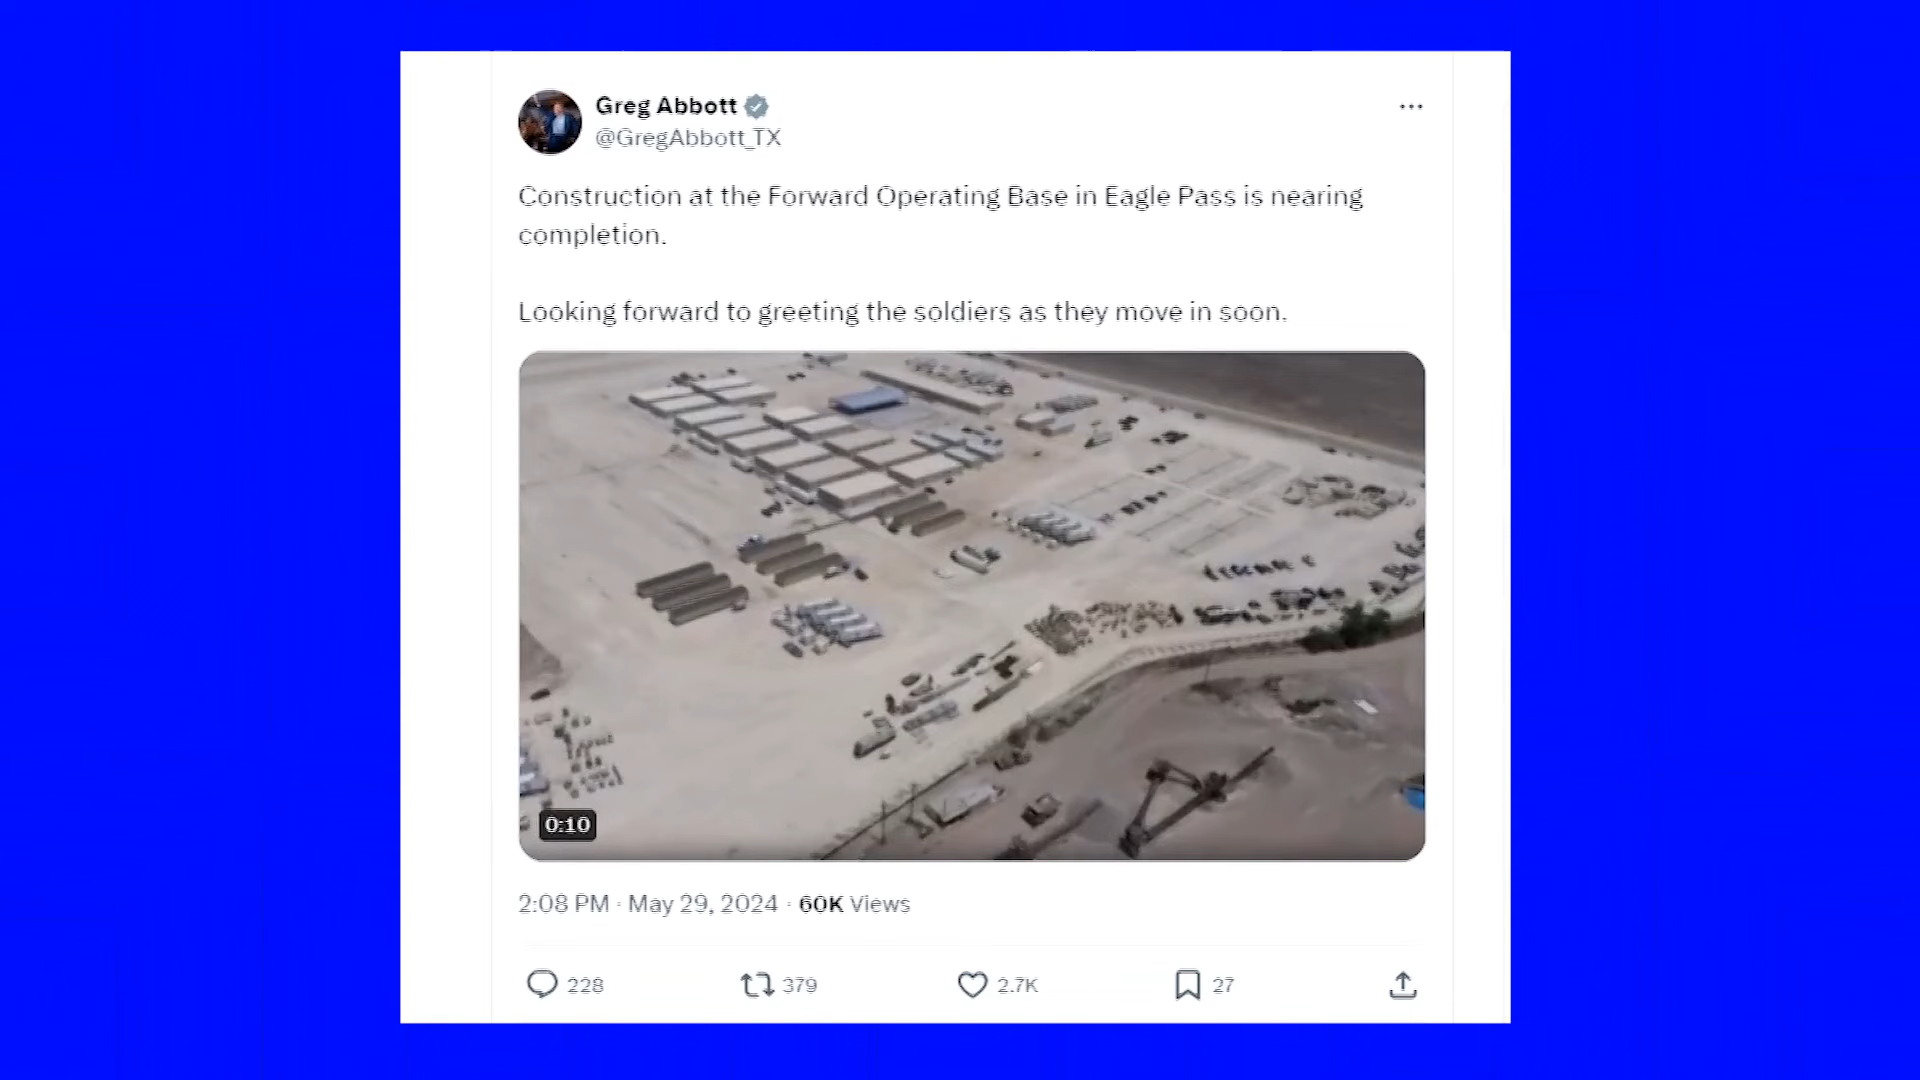 Greg Abbott
@GregAbbott_TX
Construction at the Forward Operating Base in Eagle Pass is nearing
completion.
Looking forward to greeting the soldiers as they move in soon.
0:10
2:08 PM · May 29, 2024 · 60K Views
228 379 2.7K 27